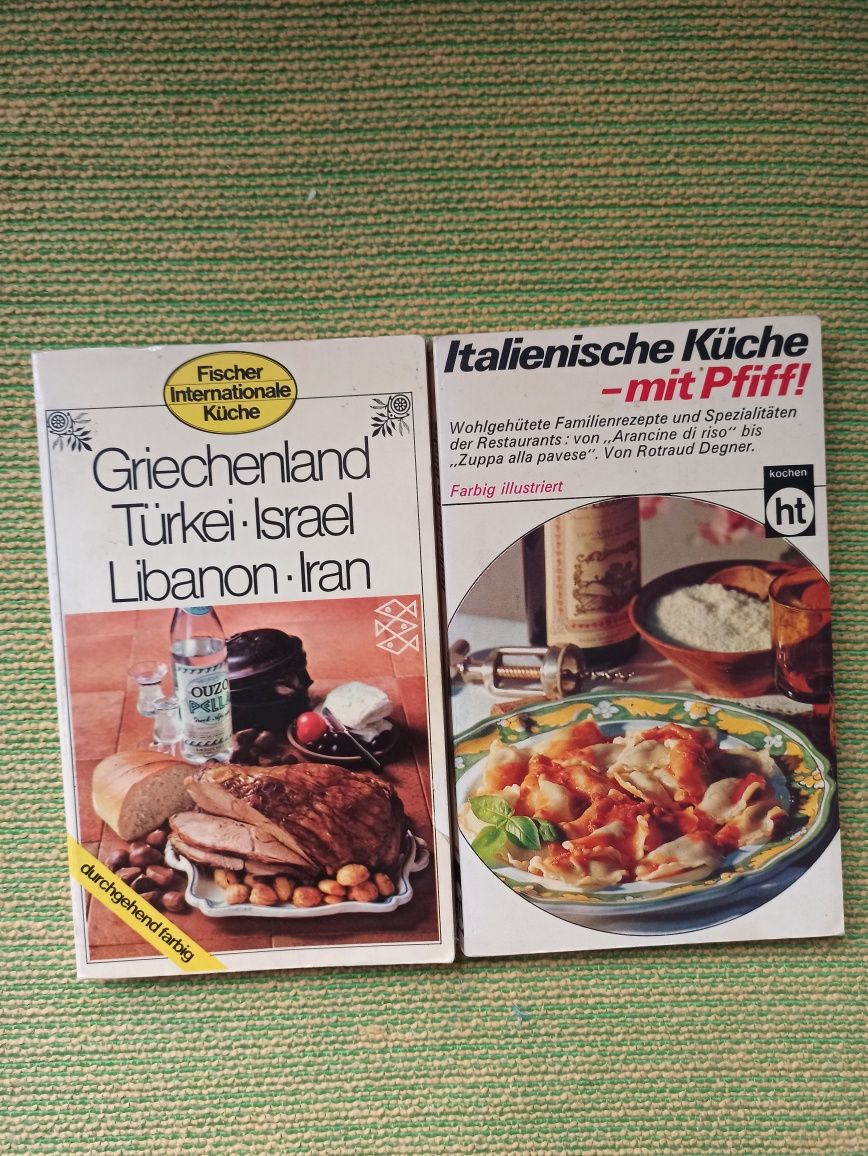 Fischer
Internationale
Küche
Griechenland
Türkei·Israel
Libanon·Iran
OUZO
PELLA
durchgehend farbig
Italienische Küche
–mit Pfiff!
Wohlgehütete Familienrezepte und Spezialitäten
der Restaurants: von „Arancine di riso“ bis
„Zuppa alla pavese“. Von Rotraud Degner.
Farbig illustriert
kochen
ht